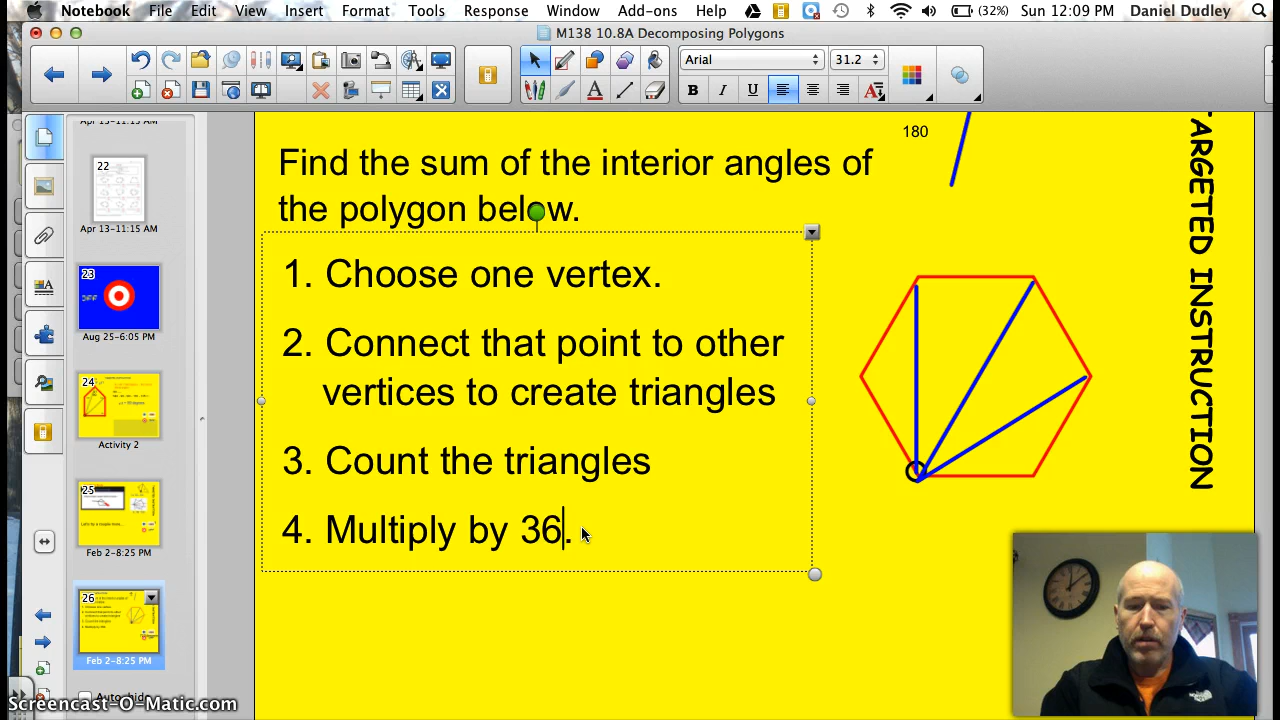 Notebook File Edit View Insert Format Tools Response Window Add-ons Help (32%) Sun 12:09 PM Daniel Dudley
M138 10.8A Decomposing Polygons
Arial 31.2
B I U
22
Apr 13-11:15 AM
23
Aug 25-6:05 PM
24
Activity 2
25
Feb 2-8:25 PM
26
Feb 2-8:25 PM
Auto-hide
180
Find the sum of the interior angles of
the polygon below.
1. Choose one vertex.
2. Connect that point to other
vertices to create triangles
3. Count the triangles
4. Multiply by 36.
TARGETED INSTRUCTION
Screencast-O-Matic.com